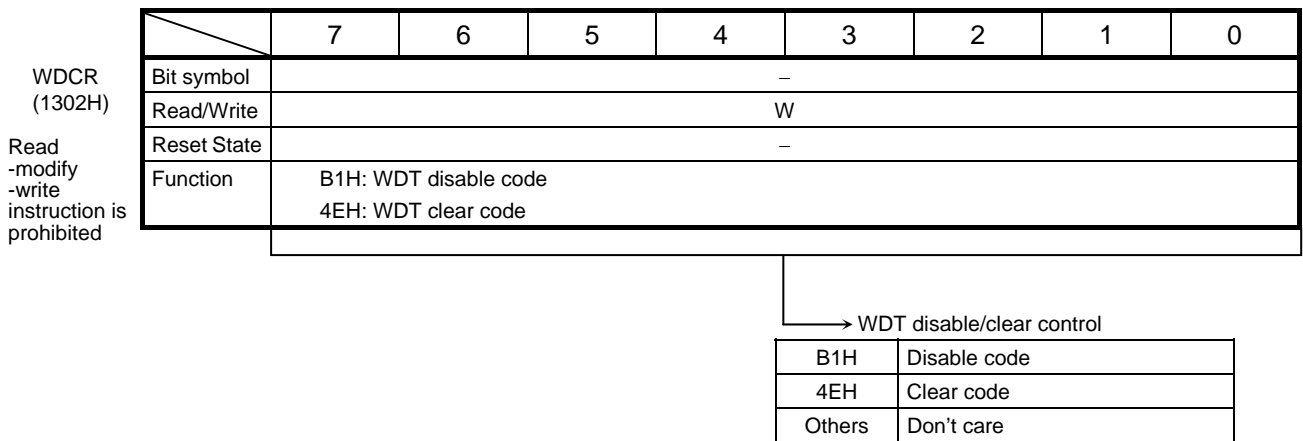 7 6 5 4 3 2 1 0
WDCR
(1302H)
Bit symbol –
Read/Write W
Reset State –
Function B1H: WDT disable code
4EH: WDT clear code
Read
-modify
-write
instruction is
prohibited
WDT disable/clear control
B1H Disable code
4EH Clear code
Others Don't care